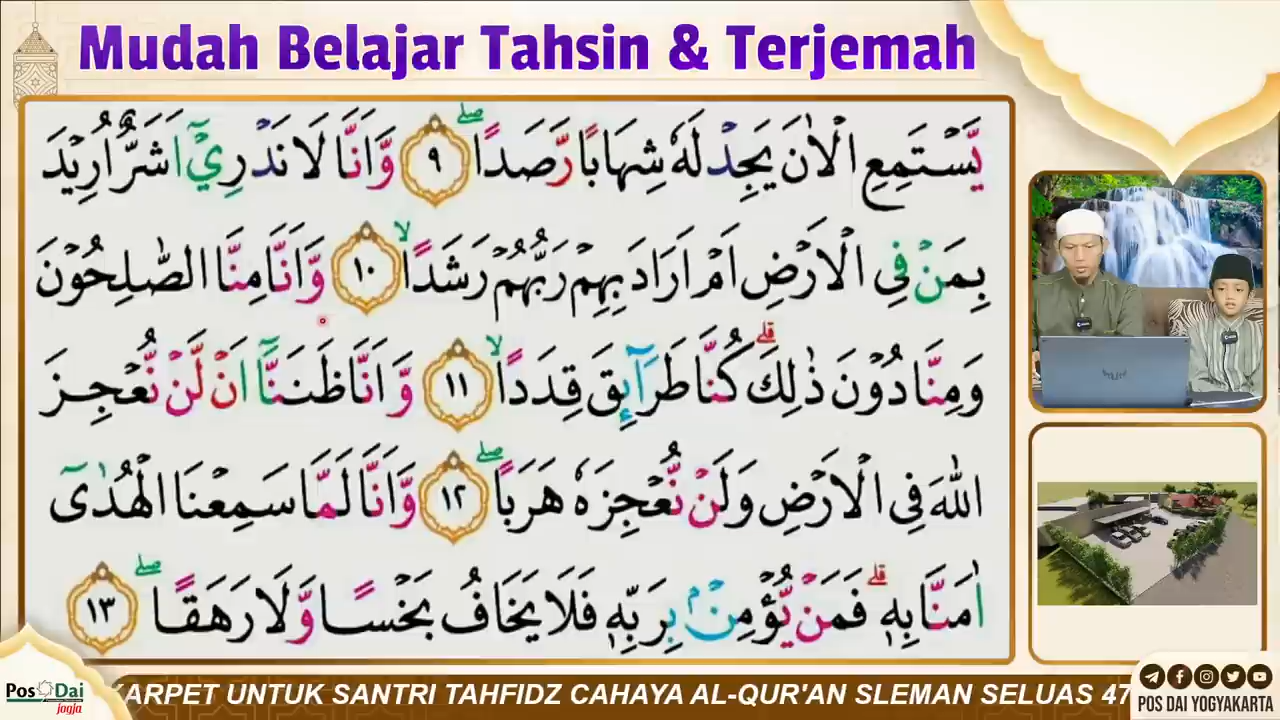 Mudah Belajar Tahsin & Terjemah
يَّسْتَمِعِ الْاٰنَ يَجِدْ لَهٗ شِهَابًا رَّصَدًاۖ ٩ وَّاَنَّا لَا نَدْرِيْٓ اَشَرٌّ اُرِيْدَ
بِمَنْ فِى الْاَرْضِ اَمْ اَرَادَ بِهِمْ رَبُّهُمْ رَشَدًاۙ ١٠ وَّاَنَّا مِنَّا الصّٰلِحُوْنَ
وَمِنَّا دُوْنَ ذٰلِكَۗ كُنَّا طَرَاۤىِٕقَ قِدَدًاۙ ١١ وَّاَنَّا ظَنَنَّآ اَنْ لَّنْ نُّعْجِزَ
اللّٰهَ فِى الْاَرْضِ وَلَنْ نُّعْجِزَهٗ هَرَبًاۖ ١٢ وَّاَنَّا لَمَّا سَمِعْنَا الْهُدٰىٓ
اٰمَنَّا بِهٖۗ فَمَنْ يُّؤْمِنْۢ بِرَبِّهٖ فَلَا يَخَافُ بَخْسًا وَّلَا رَهَقًاۖ ١٣
Pos Dai
Jogja
KARPET UNTUK SANTRI TAHFIDZ CAHAYA AL-QUR'AN SLEMAN SELUAS 47
POS DAI YOGYAKARTA